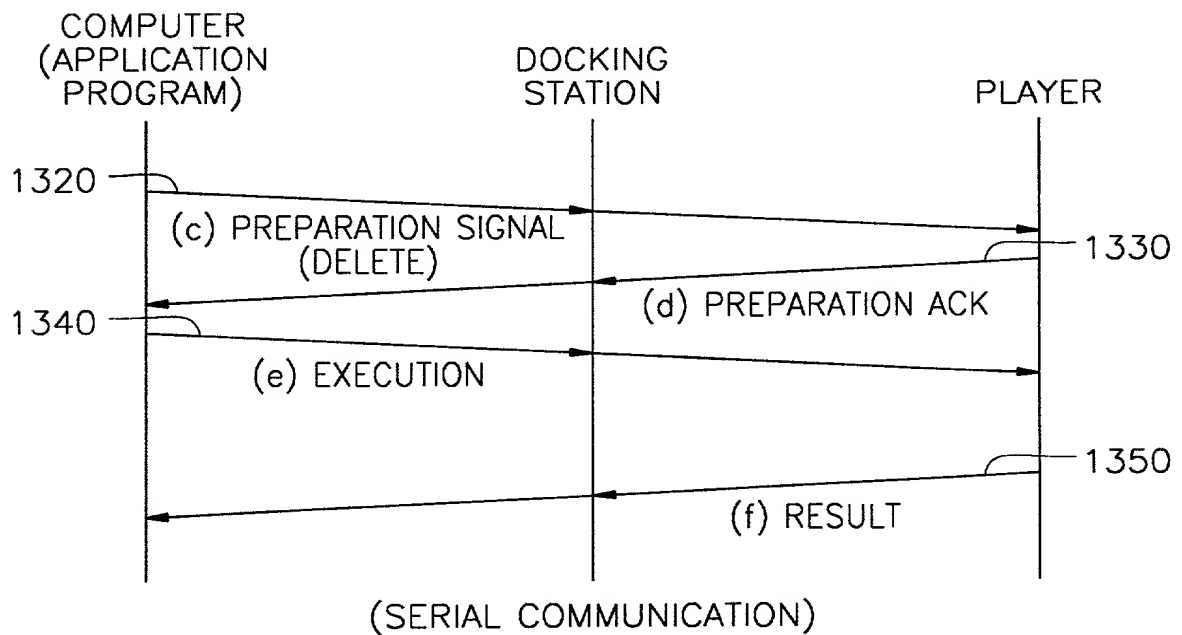 COMPUTER
(APPLICATION
PROGRAM)
DOCKING
STATION
PLAYER
1320
(c) PREPARATION SIGNAL
(DELETE)
1330
(d) PREPARATION ACK
1340
(e) EXECUTION
1350
(f) RESULT
(SERIAL COMMUNICATION)